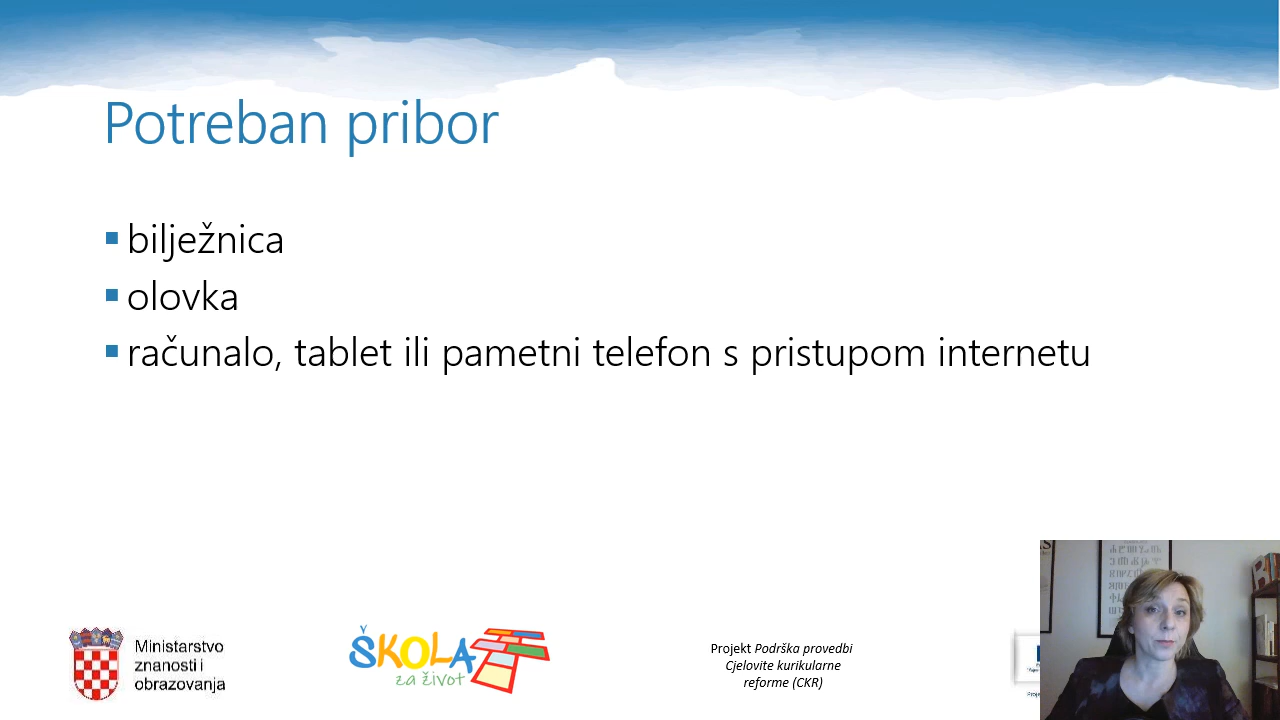 Potreban pribor
bilježnica
olovka
računalo, tablet ili pametni telefon s pristupom internetu
Ministarstvo
znanosti i
obrazovanja
ŠKOLA
za život
Projekt Podrška provedbi
Cjelovite kurikularne
reforme (CKR)